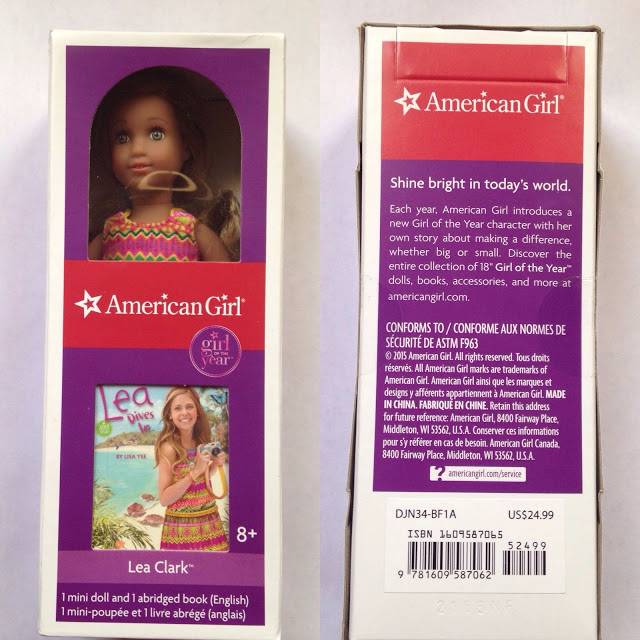 American Girl®
girl
OF THE
year™
Lea
Dives
In
BY LISA YEE
8+
Lea Clark™
1 mini doll and 1 abridged book (English)
1 mini-poupée et 1 livre abrégé (anglais)
American Girl®
Shine bright in today's world.
Each year, American Girl introduces a
new Girl of the Year character with her
own story about making a difference,
whether big or small. Discover the
entire collection of 18" Girl of the Year™
dolls, books, accessories, and more at
americangirl.com.
CONFORMS TO / CONFORME AUX NORMES DE
SÉCURITÉ DE ASTM F963
© 2015 American Girl. All rights reserved. Tous droits
réservés. All American Girl marks are trademarks of
American Girl. American Girl ainsi que les marques et
designs y afférents appartiennent à American Girl. MADE
IN CHINA. FABRIQUÉ EN CHINE. Retain this address
for future reference: American Girl, 8400 Fairway Place,
Middleton, WI 53562, U.S.A. Conserver ces informations
pour s'y référer en cas de besoin. American Girl Canada,
8400 Fairway Place, Middleton, WI 53562, U.S.A.
? americangirl.com/service
DJN34-BF1A US$24.99
ISBN 1609587065
52499
9 781609 587062